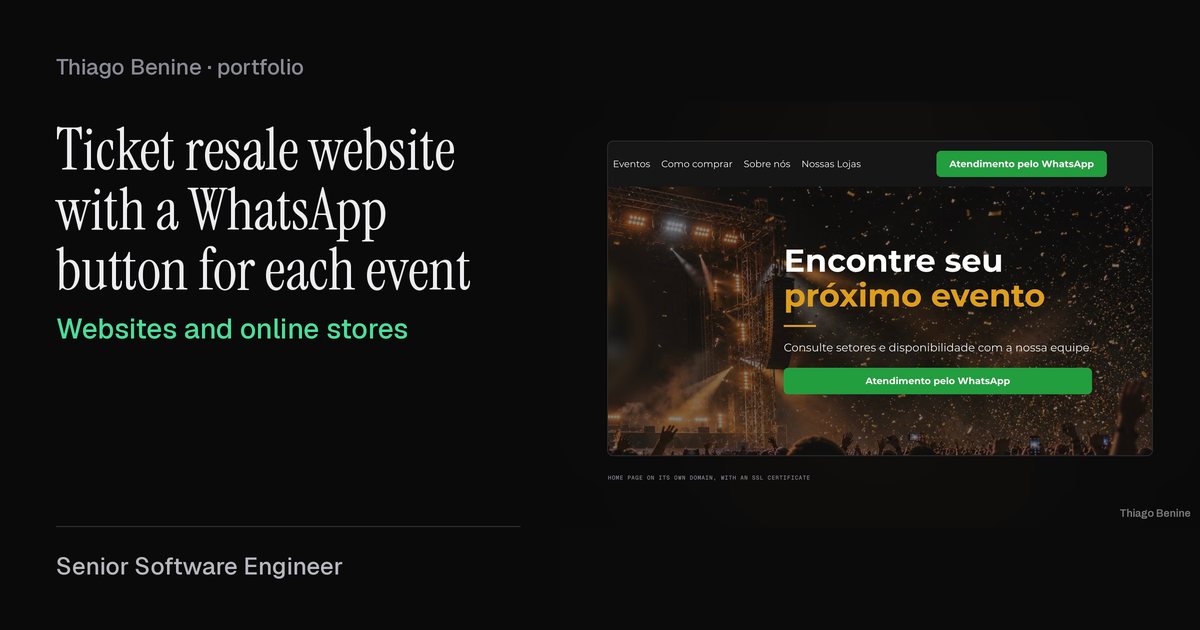 Thiago Benine · portfolio
Ticket resale website
with a WhatsApp
button for each event
Websites and online stores
Eventos Como comprar Sobre nós Nossas Lojas Atendimento pelo WhatsApp
Encontre seu
próximo evento
Consulte setores e disponibilidade com a nossa equipe.
Atendimento pelo WhatsApp
HOME PAGE ON ITS OWN DOMAIN, WITH AN SSL CERTIFICATE
Thiago Benine
Senior Software Engineer